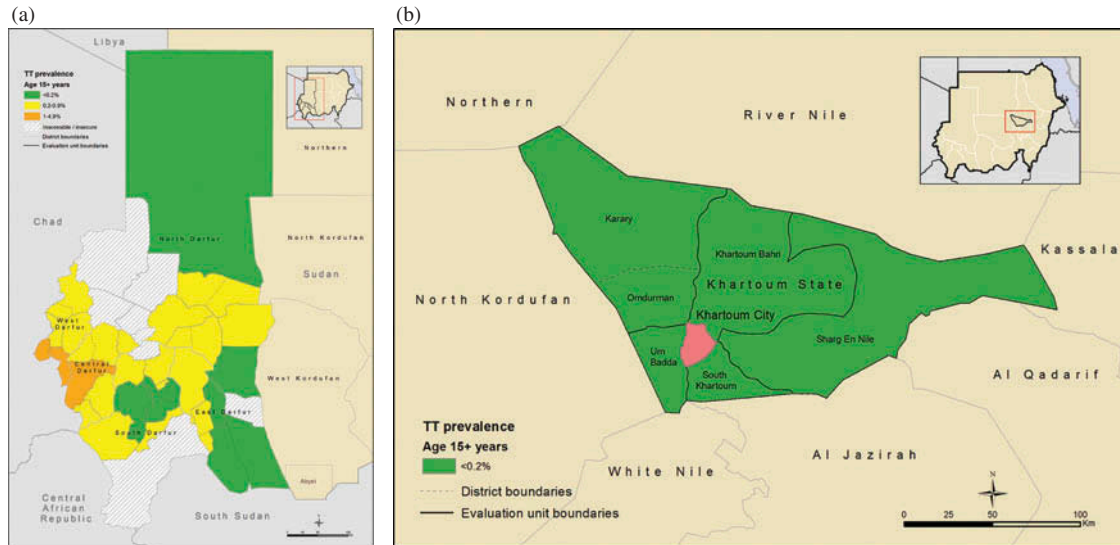 (a)
Libya
TT prevalence
Age 15+ years
<0.2%
0.2-0.9%
1-4.9%
Inaccessible / insecure
District boundaries
Evaluation unit boundaries
Northern
Chad
North Darfur
North Kordufan
Sudan
West
Darfur
Central
Darfur
West Kordufan
East Darfur
South Darfur
Abyei
Central
African
Republic
South Sudan
(b)
Northern
River Nile
Karary
Kassala
Khartoum Bahri
Khartoum State
North Kordufan
Omdurman
Khartoum City
Sharg En Nile
Um
Badda
South
Khartoum
Al Qadarif
TT prevalence
Age 15+ years
<0.2%
District boundaries
Evaluation unit boundaries
White Nile
Al Jazirah
N
0 25 50 100
Km